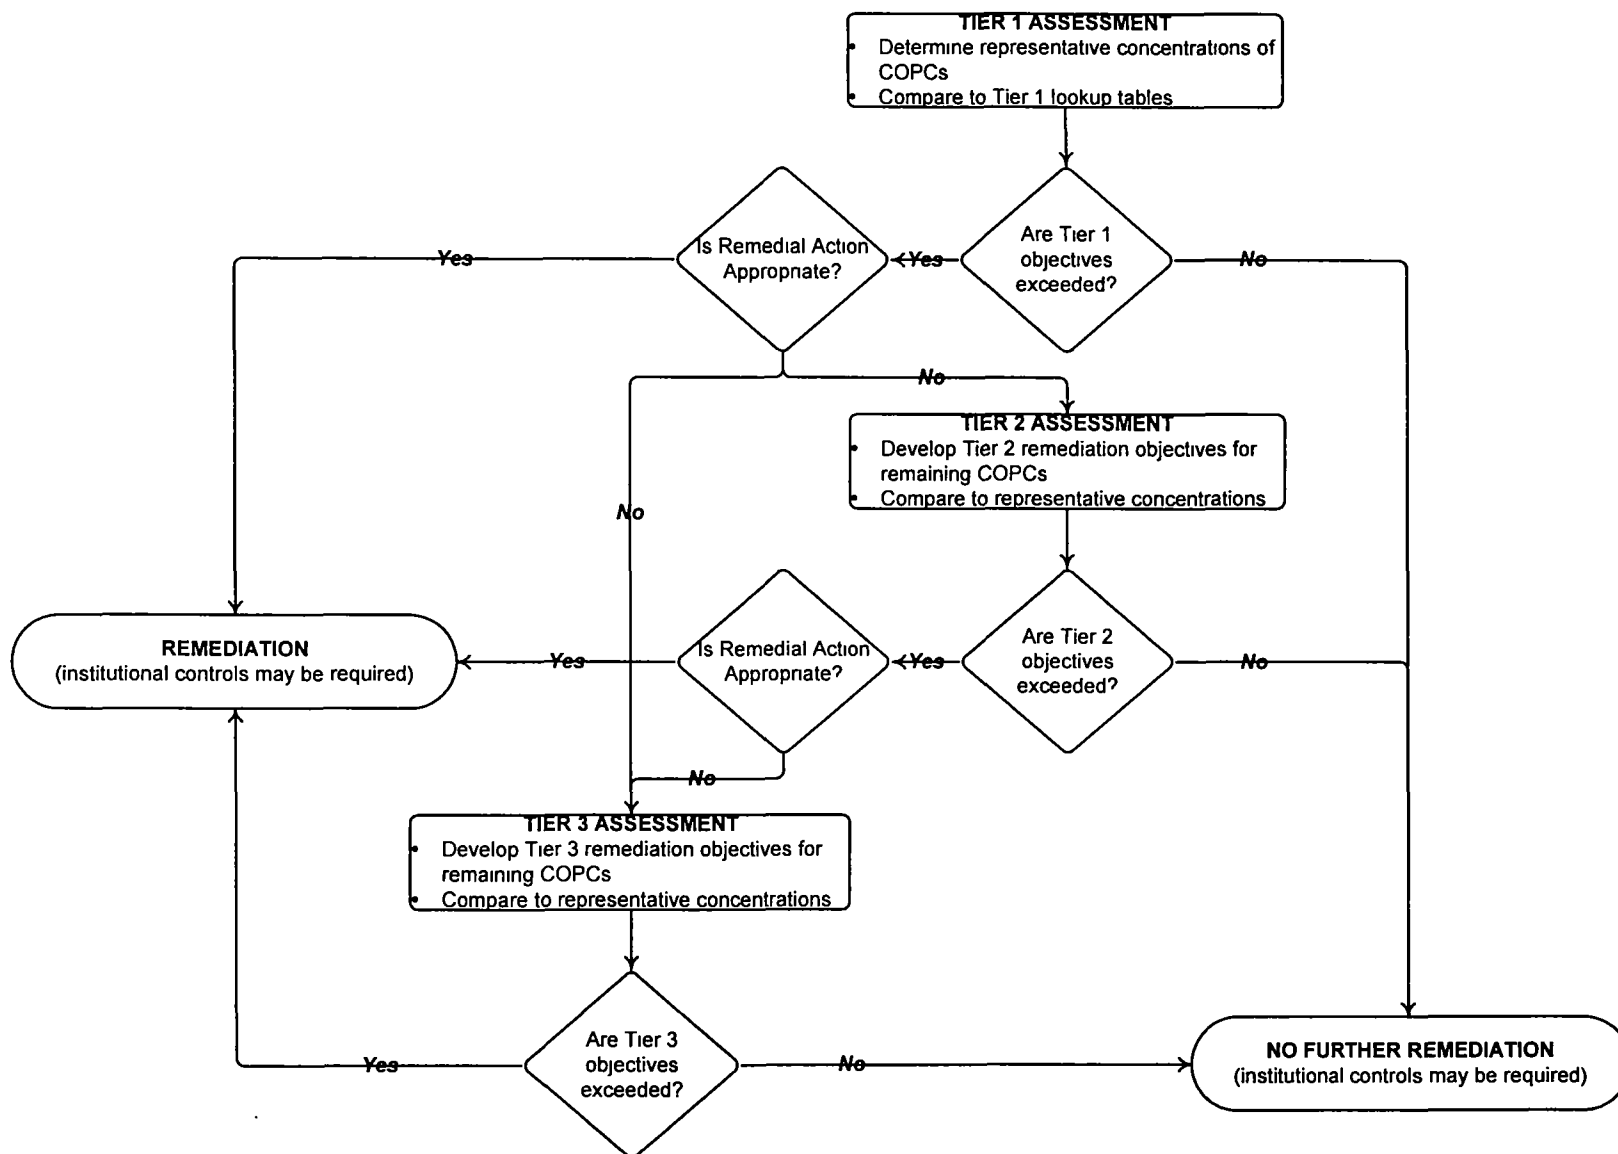 TIER 1 ASSESSMENT
• Determine representative concentrations of
COPCs
• Compare to Tier 1 lookup tables
Are Tier 1
objectives
exceeded?
Yes
No
Is Remedial Action
Appropriate?
Yes
No
No
TIER 2 ASSESSMENT
• Develop Tier 2 remediation objectives for
remaining COPCs
• Compare to representative concentrations
Are Tier 2
objectives
exceeded?
Yes
No
Is Remedial Action
Appropriate?
Yes
No
REMEDIATION
(institutional controls may be required)
TIER 3 ASSESSMENT
• Develop Tier 3 remediation objectives for
remaining COPCs
• Compare to representative concentrations
Are Tier 3
objectives
exceeded?
Yes
No
NO FURTHER REMEDIATION
(institutional controls may be required)